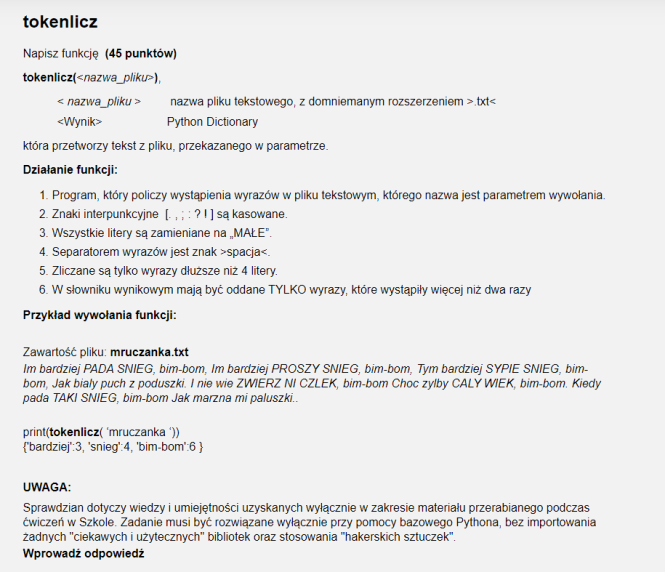 tokenlicz
Napisz funkcję (45 punktów)
tokenlicz(<nazwa_pliku>),
< nazwa_pliku > nazwa pliku tekstowego, z domniemanym rozszerzeniem >.txt<
<Wynik> Python Dictionary
która przetworzy tekst z pliku, przekazanego w parametrze.
Działanie funkcji:
1. Program, który policzy wystąpienia wyrazów w pliku tekstowym, którego nazwa jest parametrem wywołania.
2. Znaki interpunkcyjne [. , ; : ? ! ] są kasowane.
3. Wszystkie litery są zamieniane na „MAŁE”.
4. Separatorem wyrazów jest znak >spacja<.
5. Zliczane są tylko wyrazy dłuższe niż 4 litery.
6. W słowniku wynikowym mają być oddane TYLKO wyrazy, które wystąpiły więcej niż dwa razy
Przykład wywołania funkcji:
Zawartość pliku: mruczanka.txt
Im bardziej PADA SNIEG, bim-bom, Im bardziej PROSZY SNIEG, bim-bom, Tym bardziej SYPIE SNIEG, bim-
bom, Jak bialy puch z poduszki. I nie wie ZWIERZ NI CZLEK, bim-bom Choc zylby CALY WIEK, bim-bom. Kiedy
pada TAKI SNIEG, bim-bom Jak marzna mi paluszki..
print(tokenlicz( ‘mruczanka ‘))
{'bardziej':3, 'snieg':4, 'bim-bom':6 }
UWAGA:
Sprawdzian dotyczy wiedzy i umiejętności uzyskanych wyłącznie w zakresie materiału przerabianego podczas
ćwiczeń w Szkole. Zadanie musi być rozwiązane wyłącznie przy pomocy bazowego Pythona, bez importowania
żadnych "ciekawych i użytecznych" bibliotek oraz stosowania "hakerskich sztuczek".
Wprowadź odpowiedź